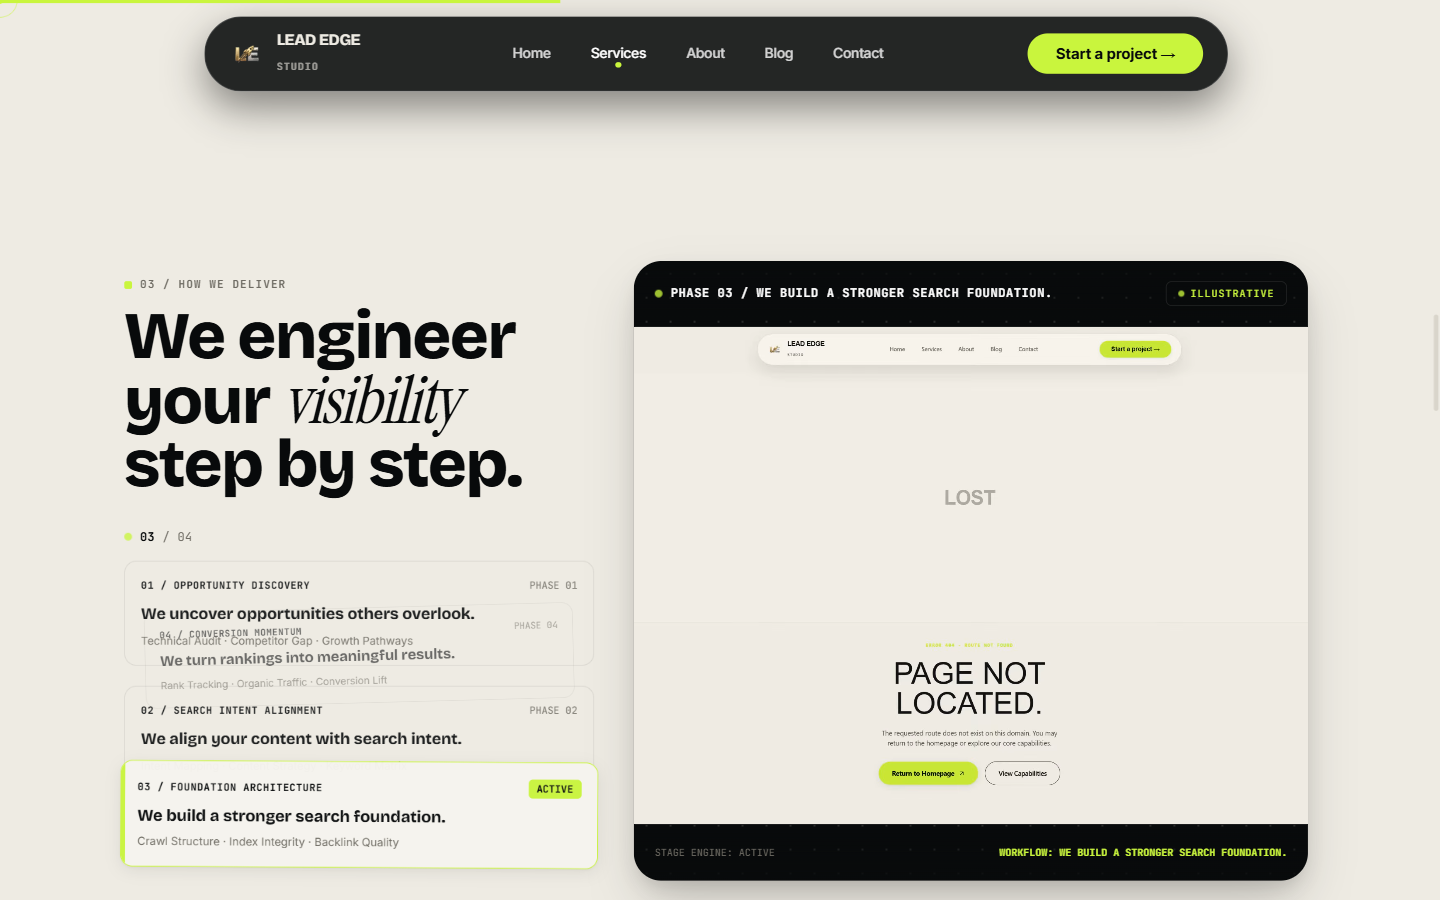 LEAD EDGE
STUDIO
Home
Services
About
Blog
Contact
Start a project →
03 / HOW WE DELIVER
We engineer
your visibility
step by step.
03 / 04
01 / OPPORTUNITY DISCOVERY
PHASE 01
We uncover opportunities others overlook.
Technical Audit · Competitor Gap · Growth Pathways
04 / CONVERSION MOMENTUM
PHASE 04
We turn rankings into meaningful results.
Rank Tracking · Organic Traffic · Conversion Lift
02 / SEARCH INTENT ALIGNMENT
PHASE 02
We align your content with search intent.
03 / FOUNDATION ARCHITECTURE
ACTIVE
We build a stronger search foundation.
Crawl Structure · Index Integrity · Backlink Quality
PHASE 03 / WE BUILD A STRONGER SEARCH FOUNDATION.
ILLUSTRATIVE
LEAD EDGE
STUDIO
Home
Services
About
Blog
Contact
Start a project →
LOST
PAGE NOT
LOCATED.
The requested route does not exist on this domain. You may
return to the homepage or explore our core capabilities.
Return to Homepage ↗
View Capabilities
STAGE ENGINE: ACTIVE
WORKFLOW: WE BUILD A STRONGER SEARCH FOUNDATION.